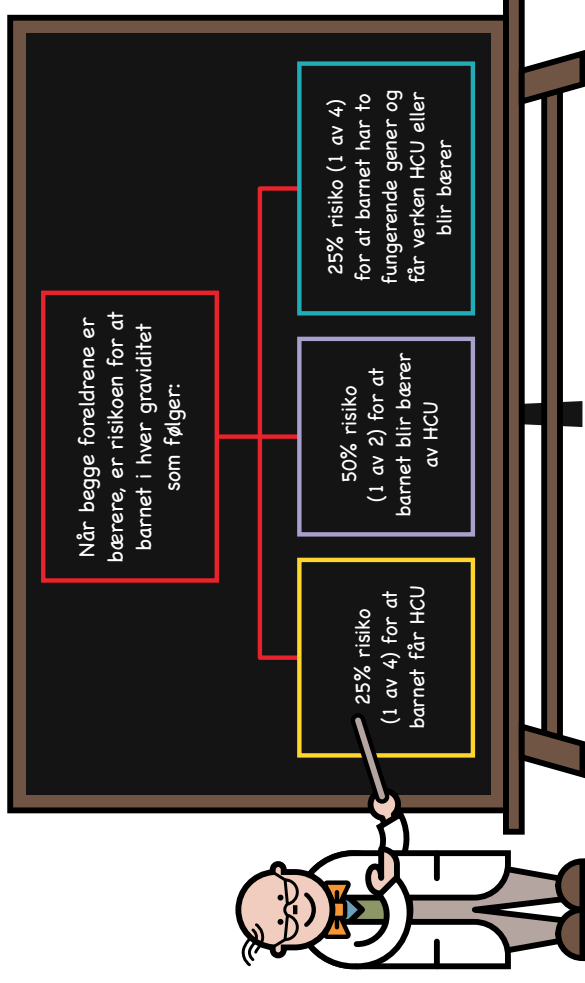 Når begge foreldrene er
bærere, er risikoen for at
barnet i hver graviditet
som følger:
25% risiko
(1 av 4) for at
barnet får HCU
50% risiko
(1 av 2) for at
barnet blir bærer
av HCU
25% risiko (1 av 4)
for at barnet har to
fungerende gener og
får verken HCU eller
blir bærer